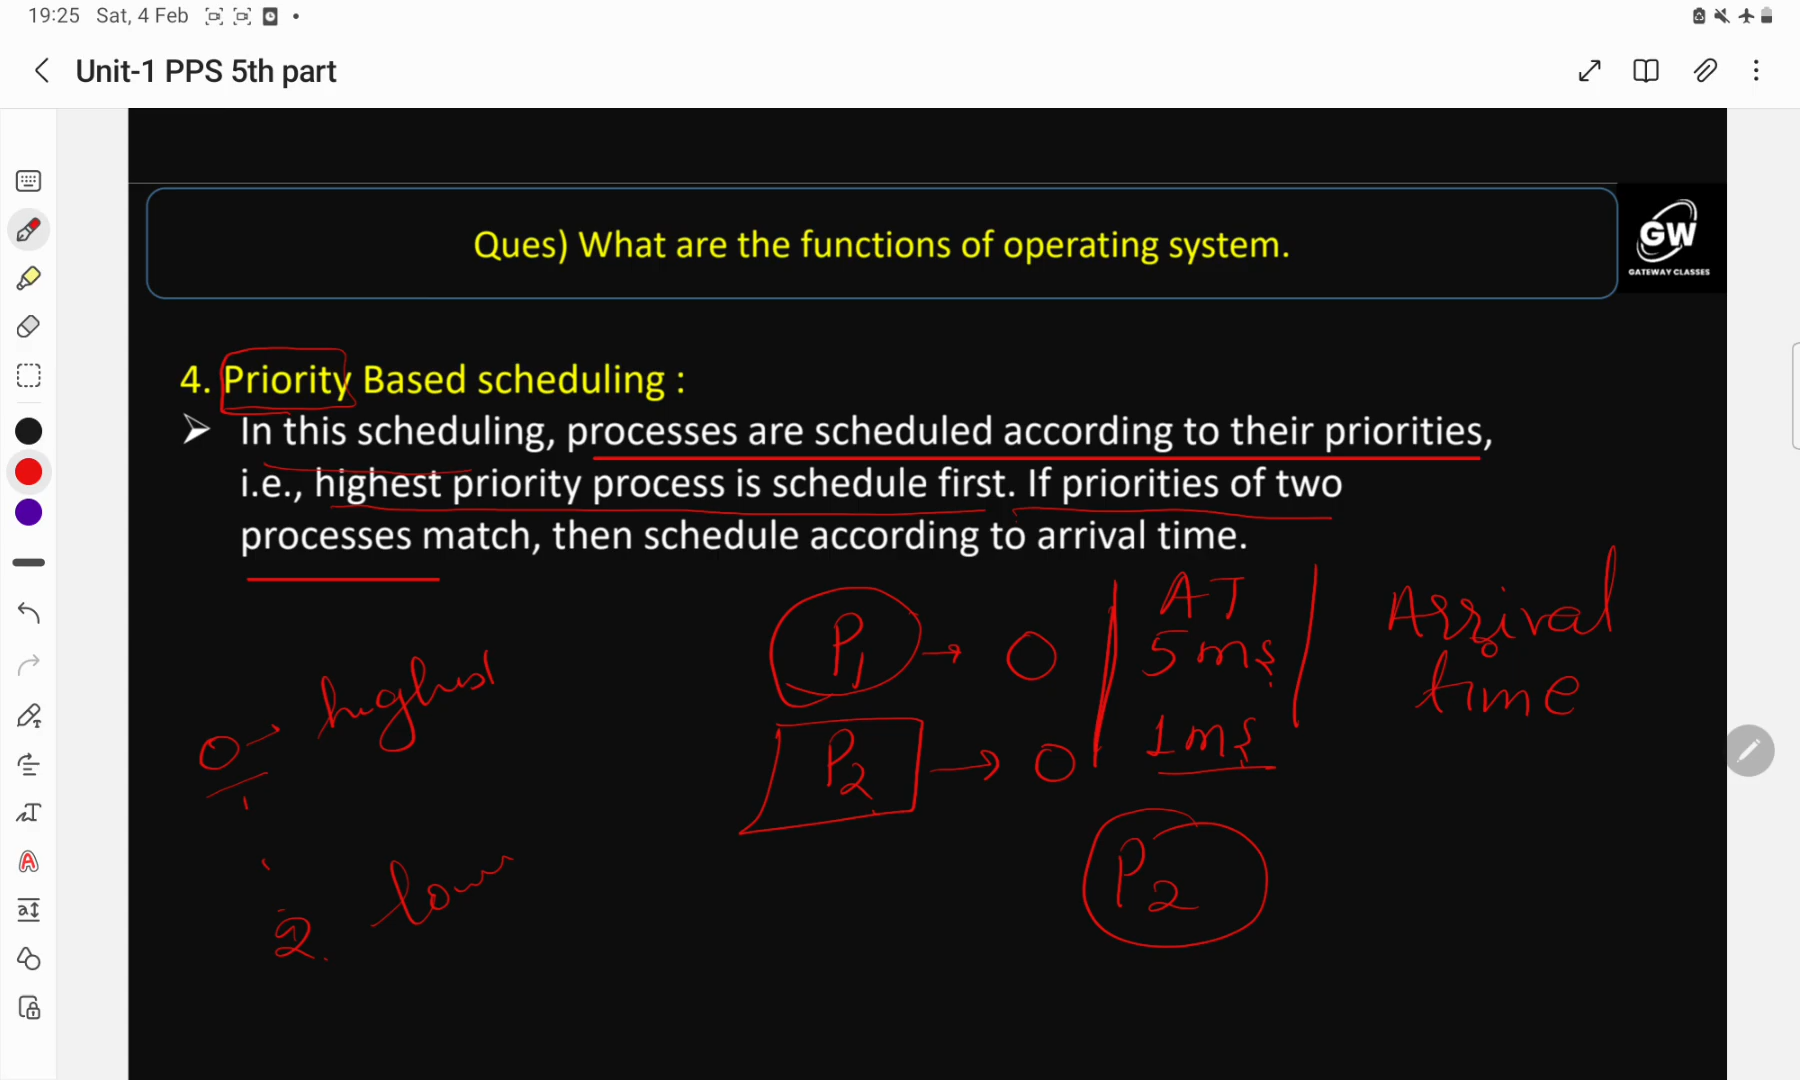 19:25 Sat, 4 Feb
Unit-1 PPS 5th part
Ques) What are the functions of operating system.
GW
GATEWAY CLASSES
4. Priority Based scheduling :
➤ In this scheduling, processes are scheduled according to their priorities,
i.e., highest priority process is schedule first. If priorities of two
processes match, then schedule according to arrival time.
P1 → 0 | AT | Arrival
5ms time
0 → highest
P2 → 0 1ms
1
2. low
P2